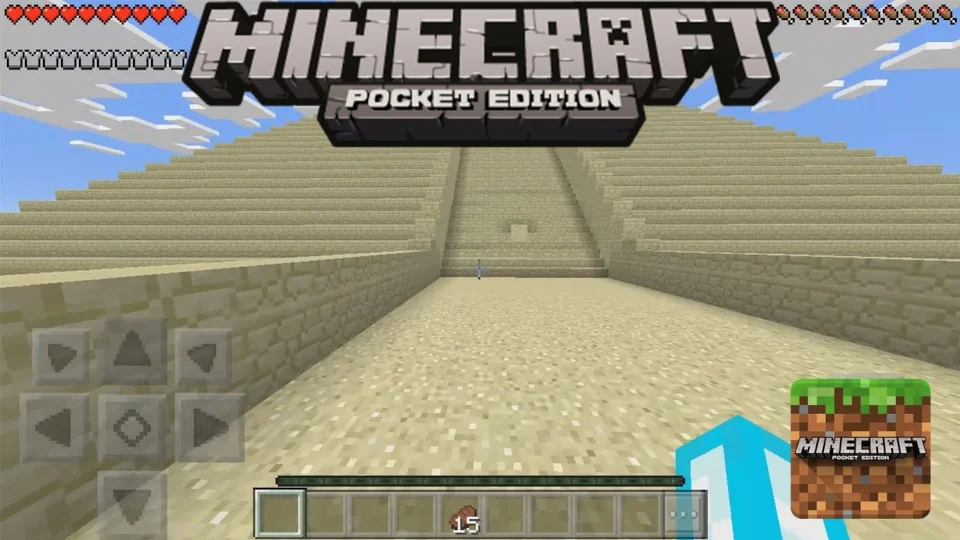 MINECRAFT
POCKET EDITION
MINECRAFT
POCKET EDITION
15